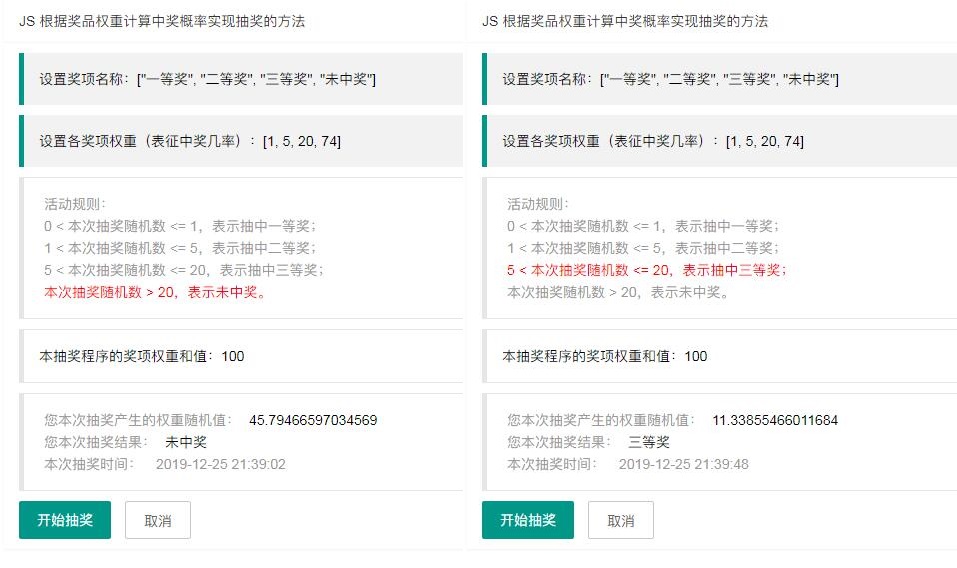 JS 根据奖品权重计算中奖概率实现抽奖的方法
设置奖项名称：["一等奖", "二等奖", "三等奖", "未中奖"]
设置各奖项权重（表征中奖几率）：[1, 5, 20, 74]
活动规则：
0 < 本次抽奖随机数 <= 1，表示抽中一等奖；
1 < 本次抽奖随机数 <= 5，表示抽中二等奖；
5 < 本次抽奖随机数 <= 20，表示抽中三等奖；
本次抽奖随机数 > 20，表示未中奖。
本抽奖程序的奖项权重和值：100
您本次抽奖产生的权重随机值： 45.79466597034569
您本次抽奖结果： 未中奖
本次抽奖时间： 2019-12-25 21:39:02
开始抽奖 取消
JS 根据奖品权重计算中奖概率实现抽奖的方法
设置奖项名称：["一等奖", "二等奖", "三等奖", "未中奖"]
设置各奖项权重（表征中奖几率）：[1, 5, 20, 74]
活动规则：
0 < 本次抽奖随机数 <= 1，表示抽中一等奖；
1 < 本次抽奖随机数 <= 5，表示抽中二等奖；
5 < 本次抽奖随机数 <= 20，表示抽中三等奖；
本次抽奖随机数 > 20，表示未中奖。
本抽奖程序的奖项权重和值：100
您本次抽奖产生的权重随机值： 11.33855466011684
您本次抽奖结果： 三等奖
本次抽奖时间： 2019-12-25 21:39:48
开始抽奖 取消